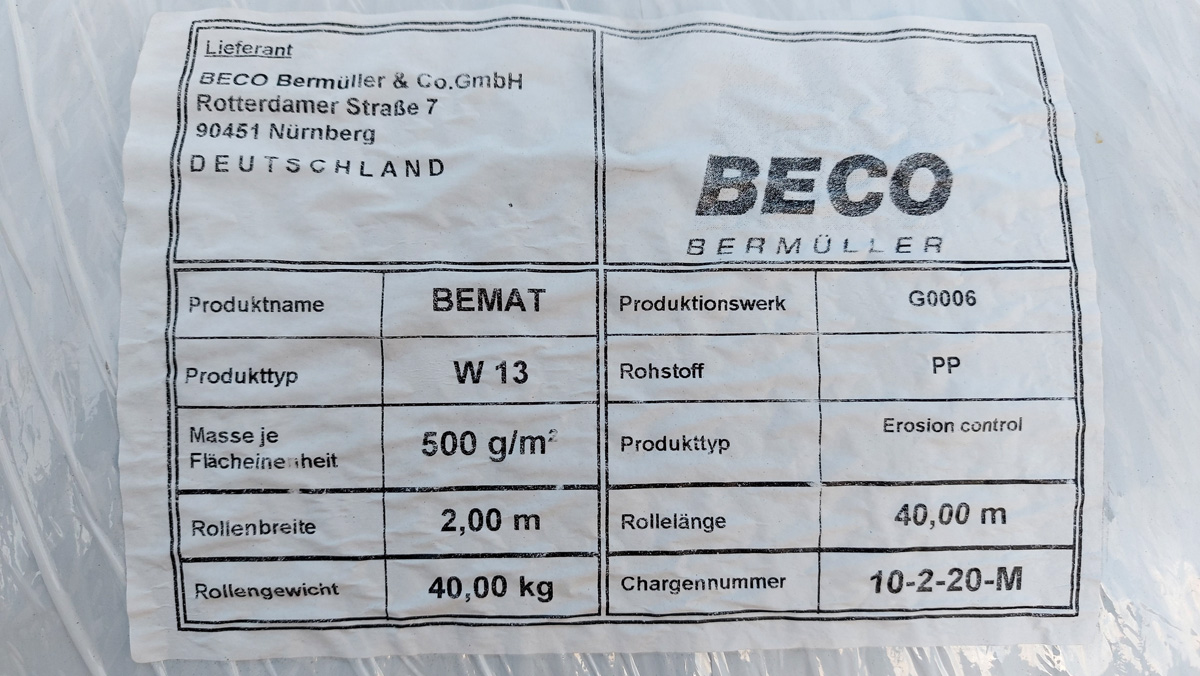 Lieferant
BECO Bermüller & Co.GmbH
Rotterdamer Straße 7
90451 Nürnberg
DEUTSCHLAND
BECO
BERMÜLLER
Produktname BEMAT Produktionswerk G0006
Produkttyp W 13 Rohstoff PP
Masse je
Flächeinenheit 500 g/m² Produkttyp Erosion control
Rollenbreite 2,00 m Rollelänge 40,00 m
Rollengewicht 40,00 kg Chargennummer 10-2-20-M